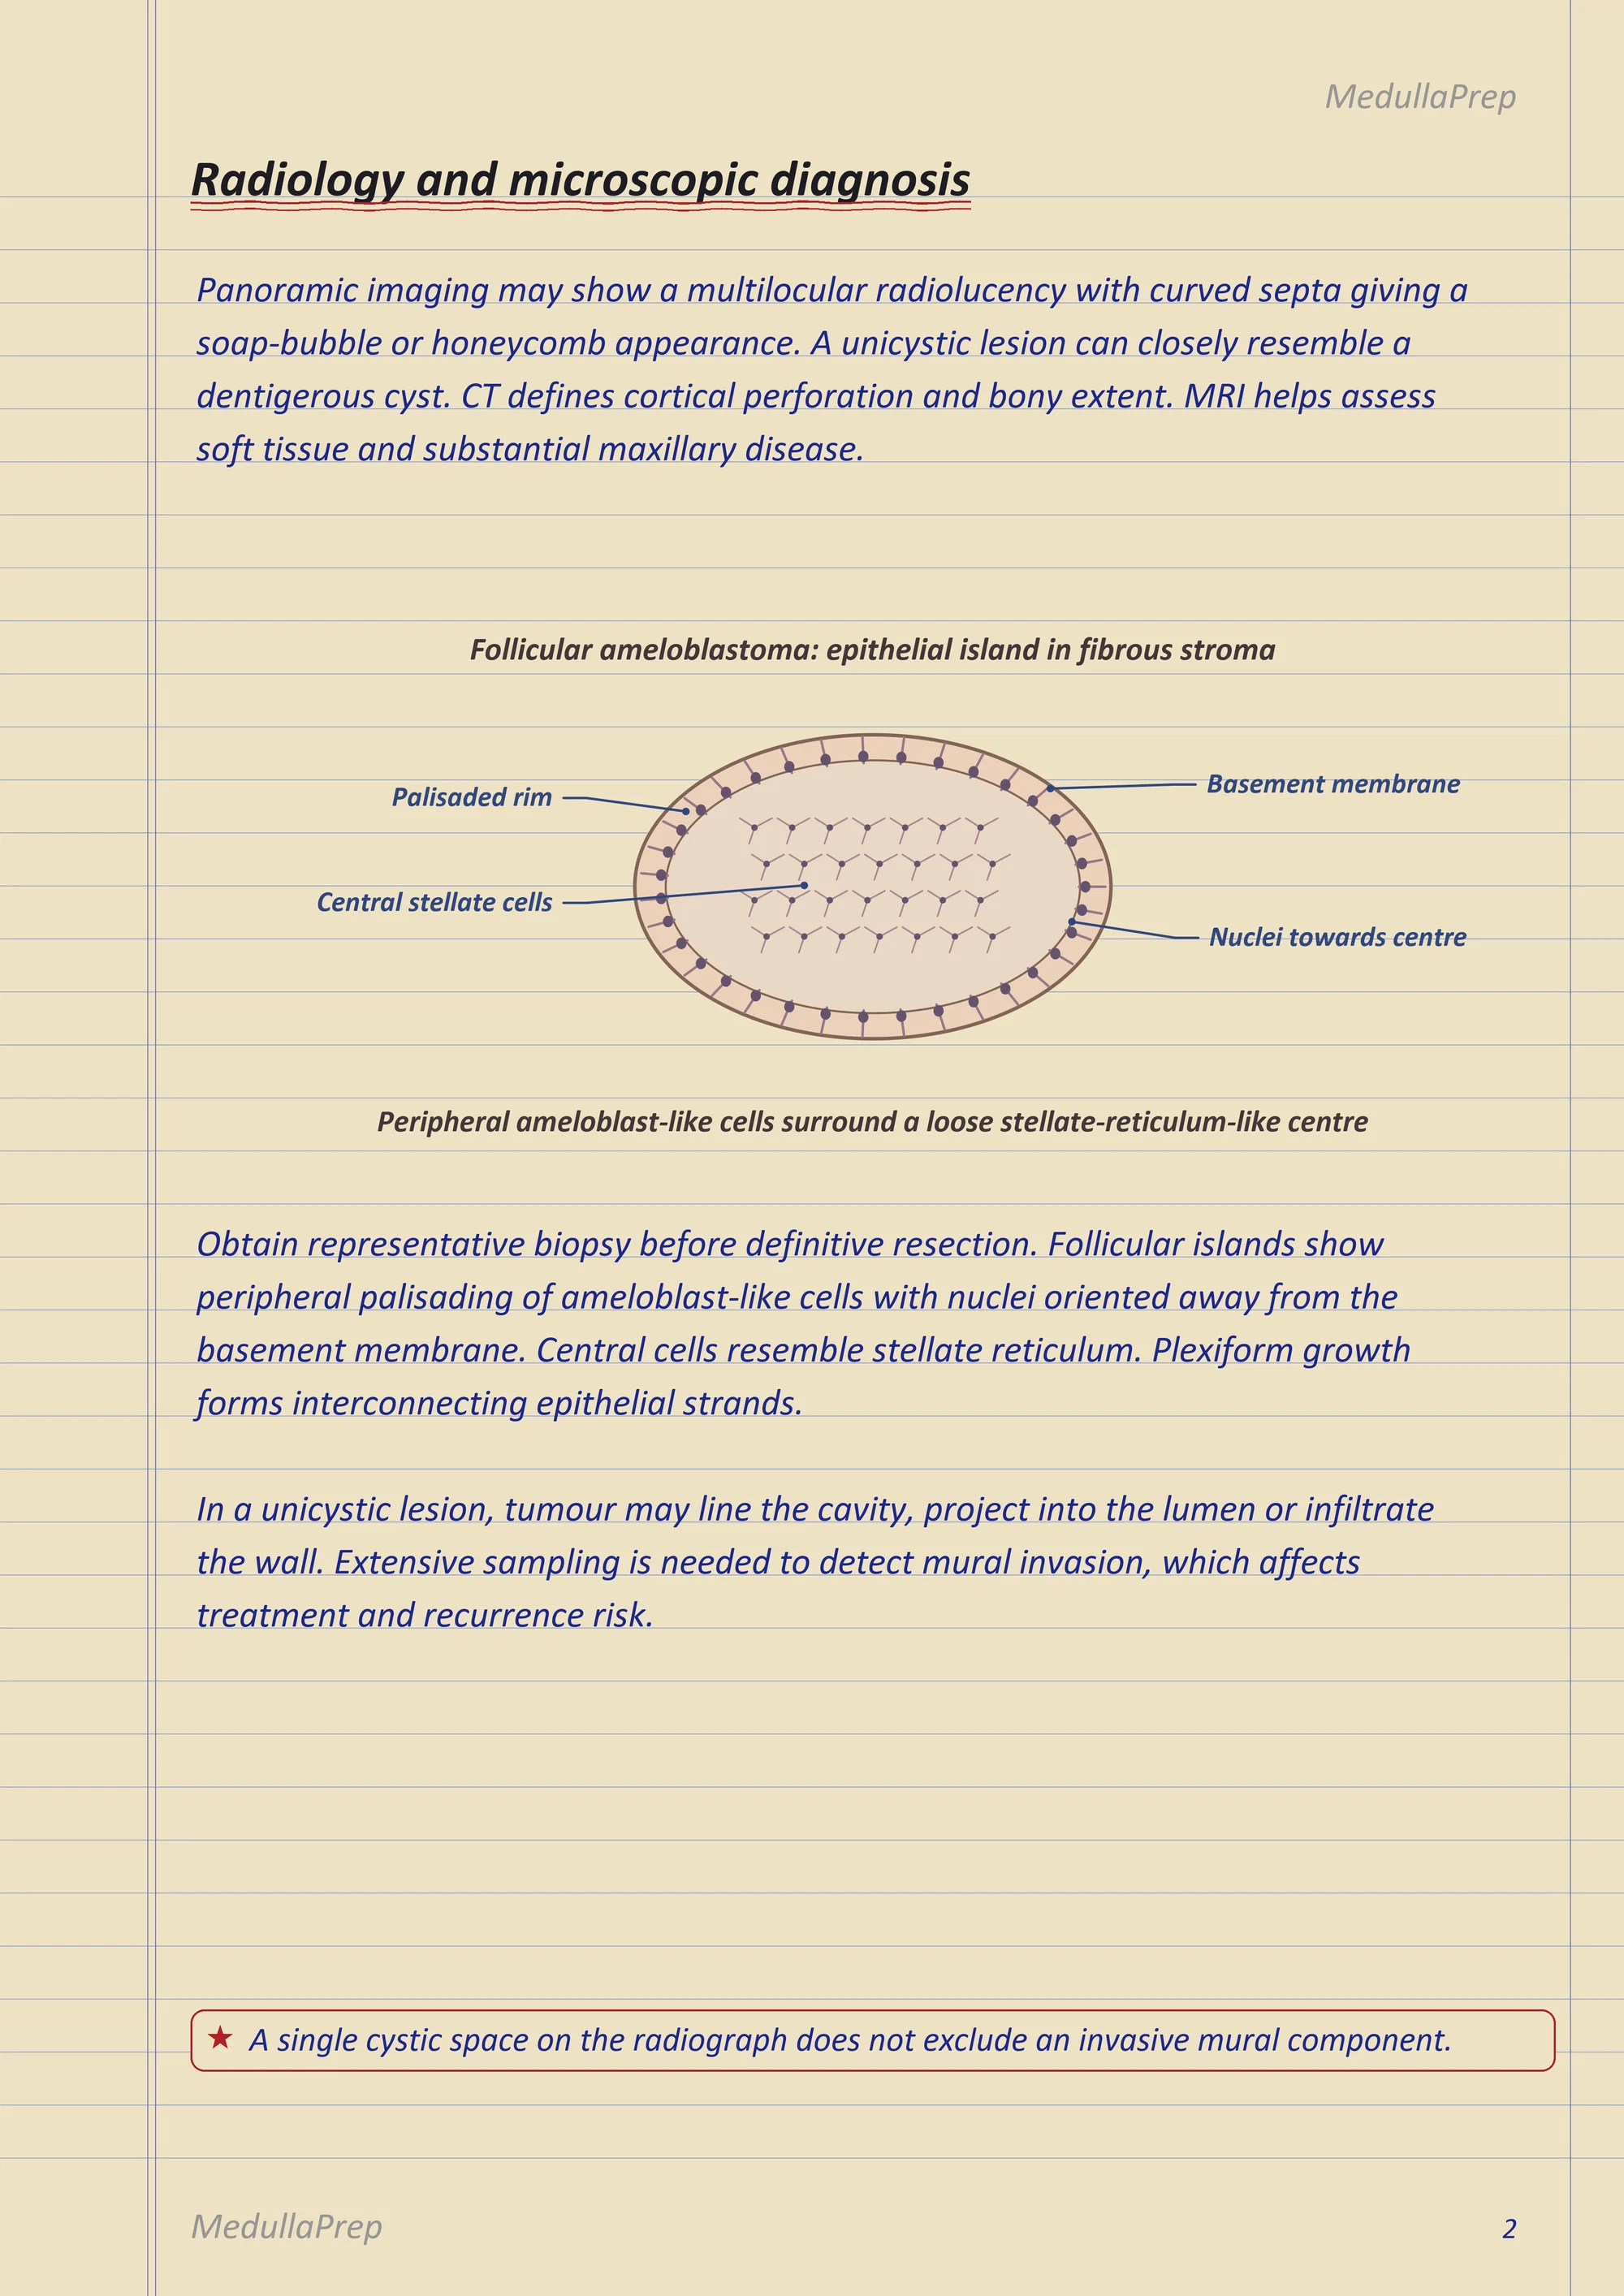 MedullaPrep
Radiology and microscopic diagnosis
Panoramic imaging may show a multilocular radiolucency with curved septa giving a
soap-bubble or honeycomb appearance. A unicystic lesion can closely resemble a
dentigerous cyst. CT defines cortical perforation and bony extent. MRI helps assess
soft tissue and substantial maxillary disease.
Follicular ameloblastoma: epithelial island in fibrous stroma
Palisaded rim
Basement membrane
Central stellate cells
Nuclei towards centre
Peripheral ameloblast-like cells surround a loose stellate-reticulum-like centre
Obtain representative biopsy before definitive resection. Follicular islands show
peripheral palisading of ameloblast-like cells with nuclei oriented away from the
basement membrane. Central cells resemble stellate reticulum. Plexiform growth
forms interconnecting epithelial strands.
In a unicystic lesion, tumour may line the cavity, project into the lumen or infiltrate
the wall. Extensive sampling is needed to detect mural invasion, which affects
treatment and recurrence risk.
★ A single cystic space on the radiograph does not exclude an invasive mural component.
MedullaPrep
2